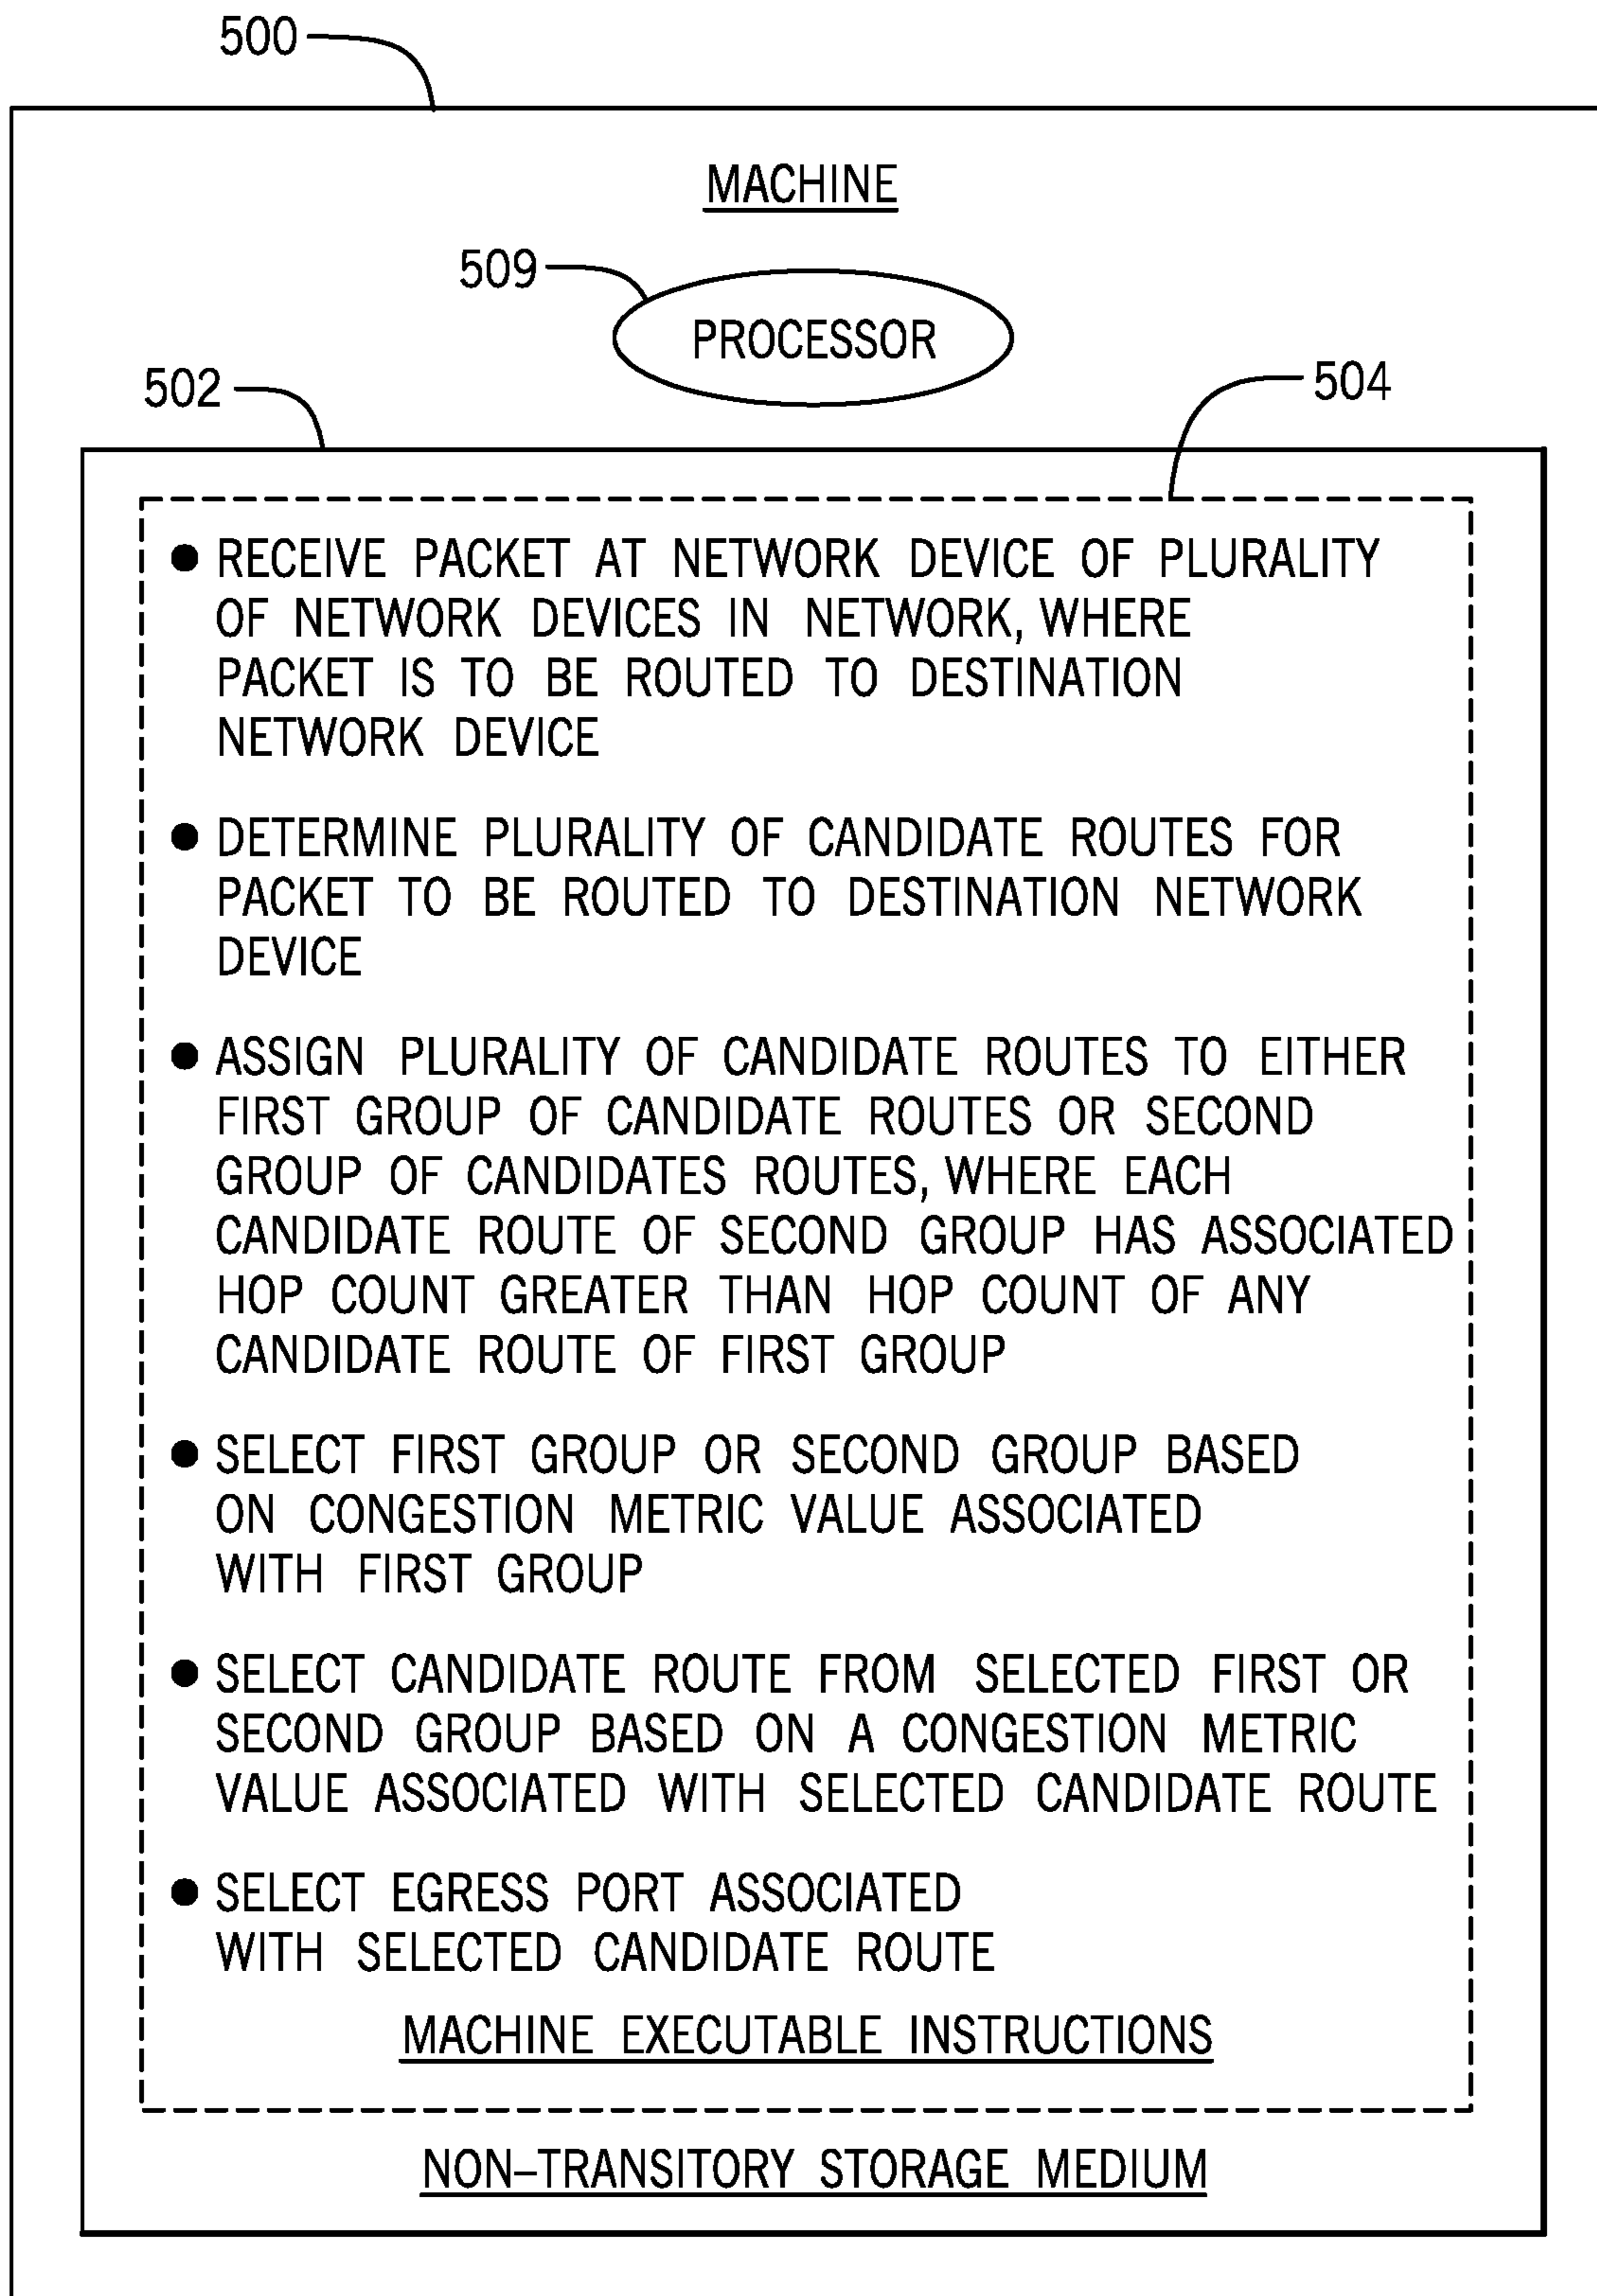 500
MACHINE
509
PROCESSOR
502
504
● RECEIVE PACKET AT NETWORK DEVICE OF PLURALITY
OF NETWORK DEVICES IN NETWORK, WHERE
PACKET IS TO BE ROUTED TO DESTINATION
NETWORK DEVICE
● DETERMINE PLURALITY OF CANDIDATE ROUTES FOR
PACKET TO BE ROUTED TO DESTINATION NETWORK
DEVICE
● ASSIGN PLURALITY OF CANDIDATE ROUTES TO EITHER
FIRST GROUP OF CANDIDATE ROUTES OR SECOND
GROUP OF CANDIDATES ROUTES, WHERE EACH
CANDIDATE ROUTE OF SECOND GROUP HAS ASSOCIATED
HOP COUNT GREATER THAN HOP COUNT OF ANY
CANDIDATE ROUTE OF FIRST GROUP
● SELECT FIRST GROUP OR SECOND GROUP BASED
ON CONGESTION METRIC VALUE ASSOCIATED
WITH FIRST GROUP
● SELECT CANDIDATE ROUTE FROM SELECTED FIRST OR
SECOND GROUP BASED ON A CONGESTION METRIC
VALUE ASSOCIATED WITH SELECTED CANDIDATE ROUTE
● SELECT EGRESS PORT ASSOCIATED
WITH SELECTED CANDIDATE ROUTE
MACHINE EXECUTABLE INSTRUCTIONS
NON–TRANSITORY STORAGE MEDIUM